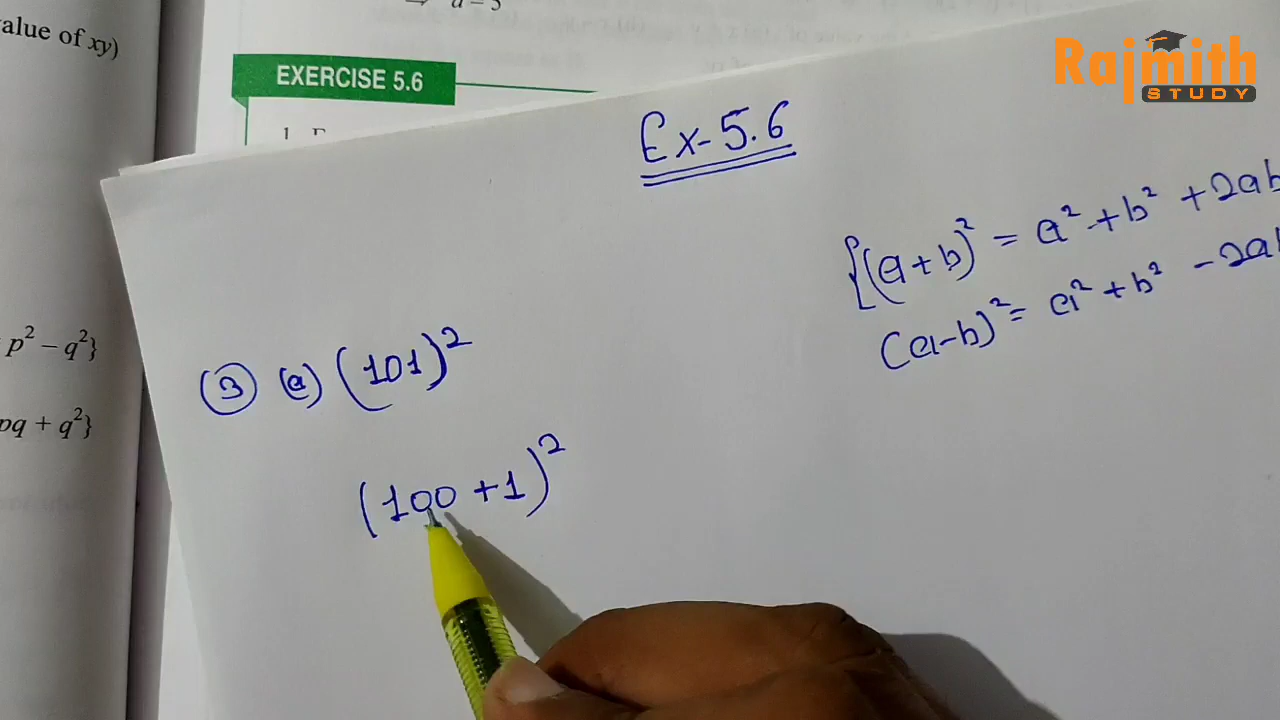 ⇒ a = 5
alue of xy)
EXERCISE 5.6
Rajmith
STUDY
Ex-5.6
{(a+b)² = a² + b² + 2ab
(a-b)² = a² + b² - 2ab
p² – q²}
pq + q²}
③ (a) (101)²
(100 + 1)²